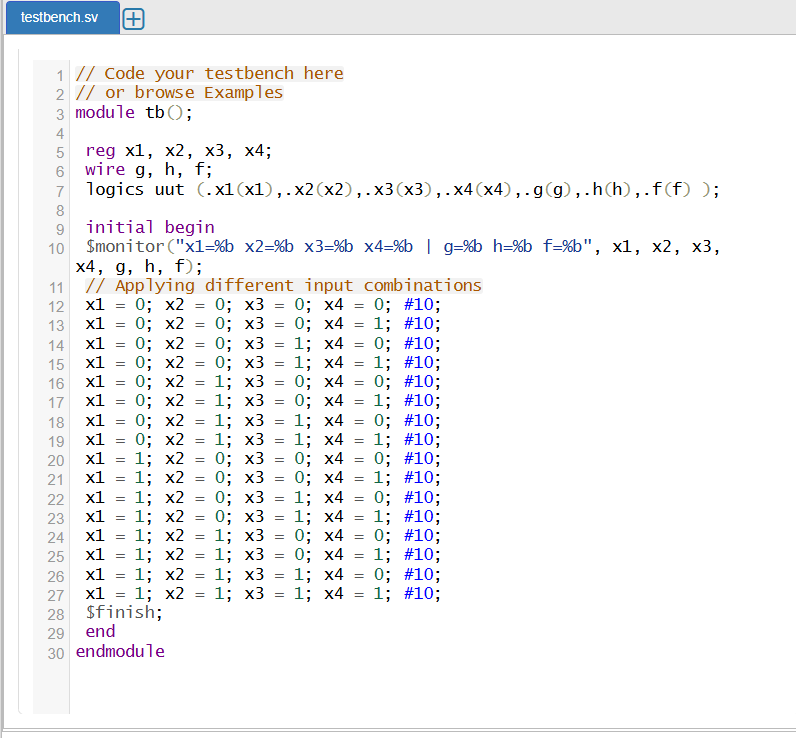 testbench.sv
1 // Code your testbench here
2 // or browse Examples
3 module tb();
4
5 reg x1, x2, x3, x4;
6 wire g, h, f;
7 logics uut (.x1(x1),.x2(x2),.x3(x3),.x4(x4),.g(g),.h(h),.f(f) );
8
9 initial begin
10 $monitor("x1=%b x2=%b x3=%b x4=%b | g=%b h=%b f=%b", x1, x2, x3,
x4, g, h, f);
11 // Applying different input combinations
12 x1 = 0; x2 = 0; x3 = 0; x4 = 0; #10;
13 x1 = 0; x2 = 0; x3 = 0; x4 = 1; #10;
14 x1 = 0; x2 = 0; x3 = 1; x4 = 0; #10;
15 x1 = 0; x2 = 0; x3 = 1; x4 = 1; #10;
16 x1 = 0; x2 = 1; x3 = 0; x4 = 0; #10;
17 x1 = 0; x2 = 1; x3 = 0; x4 = 1; #10;
18 x1 = 0; x2 = 1; x3 = 1; x4 = 0; #10;
19 x1 = 0; x2 = 1; x3 = 1; x4 = 1; #10;
20 x1 = 1; x2 = 0; x3 = 0; x4 = 0; #10;
21 x1 = 1; x2 = 0; x3 = 0; x4 = 1; #10;
22 x1 = 1; x2 = 0; x3 = 1; x4 = 0; #10;
23 x1 = 1; x2 = 0; x3 = 1; x4 = 1; #10;
24 x1 = 1; x2 = 1; x3 = 0; x4 = 0; #10;
25 x1 = 1; x2 = 1; x3 = 0; x4 = 1; #10;
26 x1 = 1; x2 = 1; x3 = 1; x4 = 0; #10;
27 x1 = 1; x2 = 1; x3 = 1; x4 = 1; #10;
28 $finish;
29 end
30 endmodule